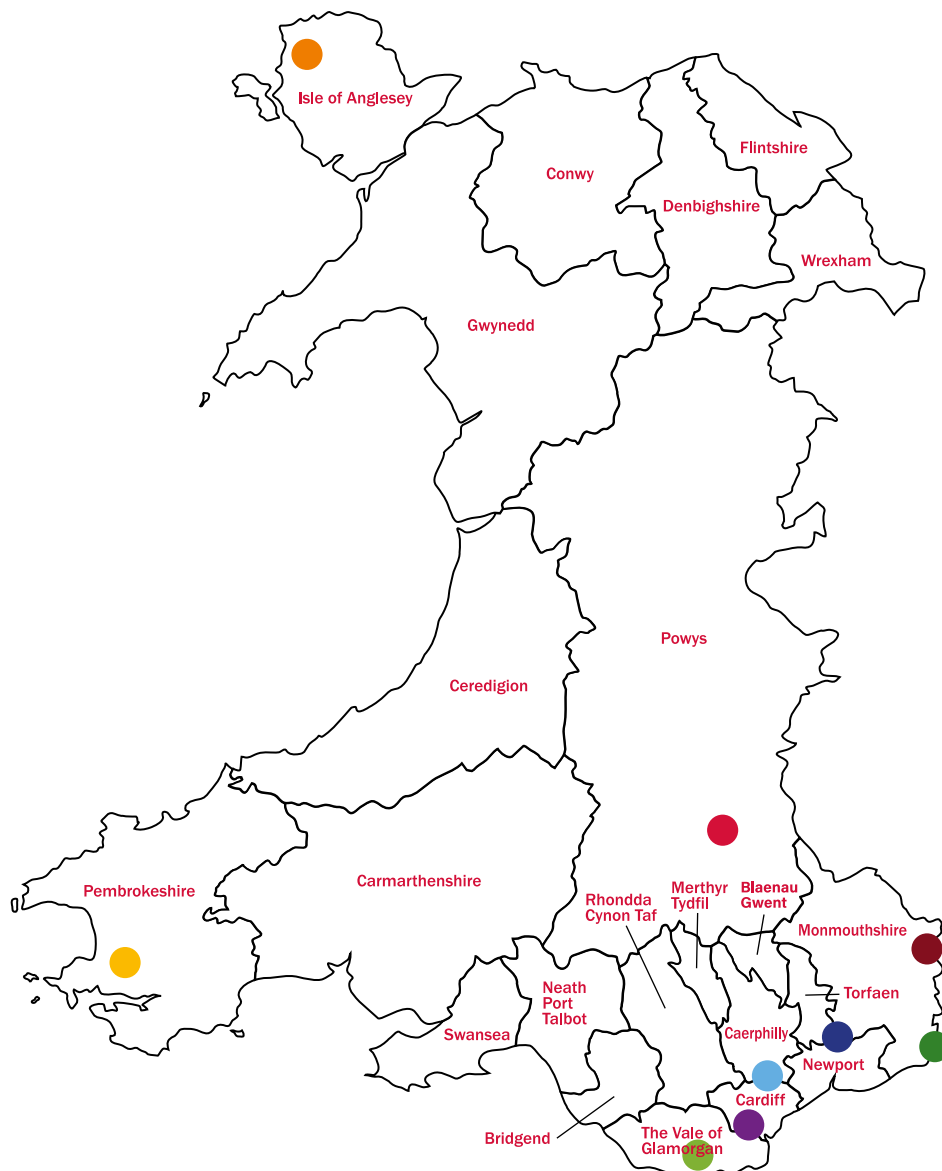 Isle of Anglesey
Flintshire
Conwy
Denbighshire
Wrexham
Gwynedd
Powys
Ceredigion
Carmarthenshire
Pembrokeshire
Rhondda
Cynon Taf
Merthyr
Tydfil
Blaenau
Gwent
Monmouthshire
Neath
Port
Talbot
Torfaen
Swansea
Caerphilly
Newport
Cardiff
Bridgend
The Vale of
Glamorgan